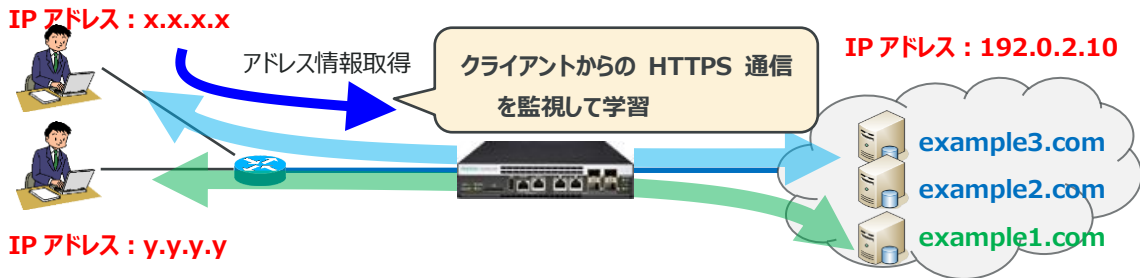 IP アドレス：x.x.x.x
アドレス情報取得
クライアントからの HTTPS 通信
を監視して学習
IP アドレス：192.0.2.10
example3.com
example2.com
example1.com
IP アドレス：y.y.y.y